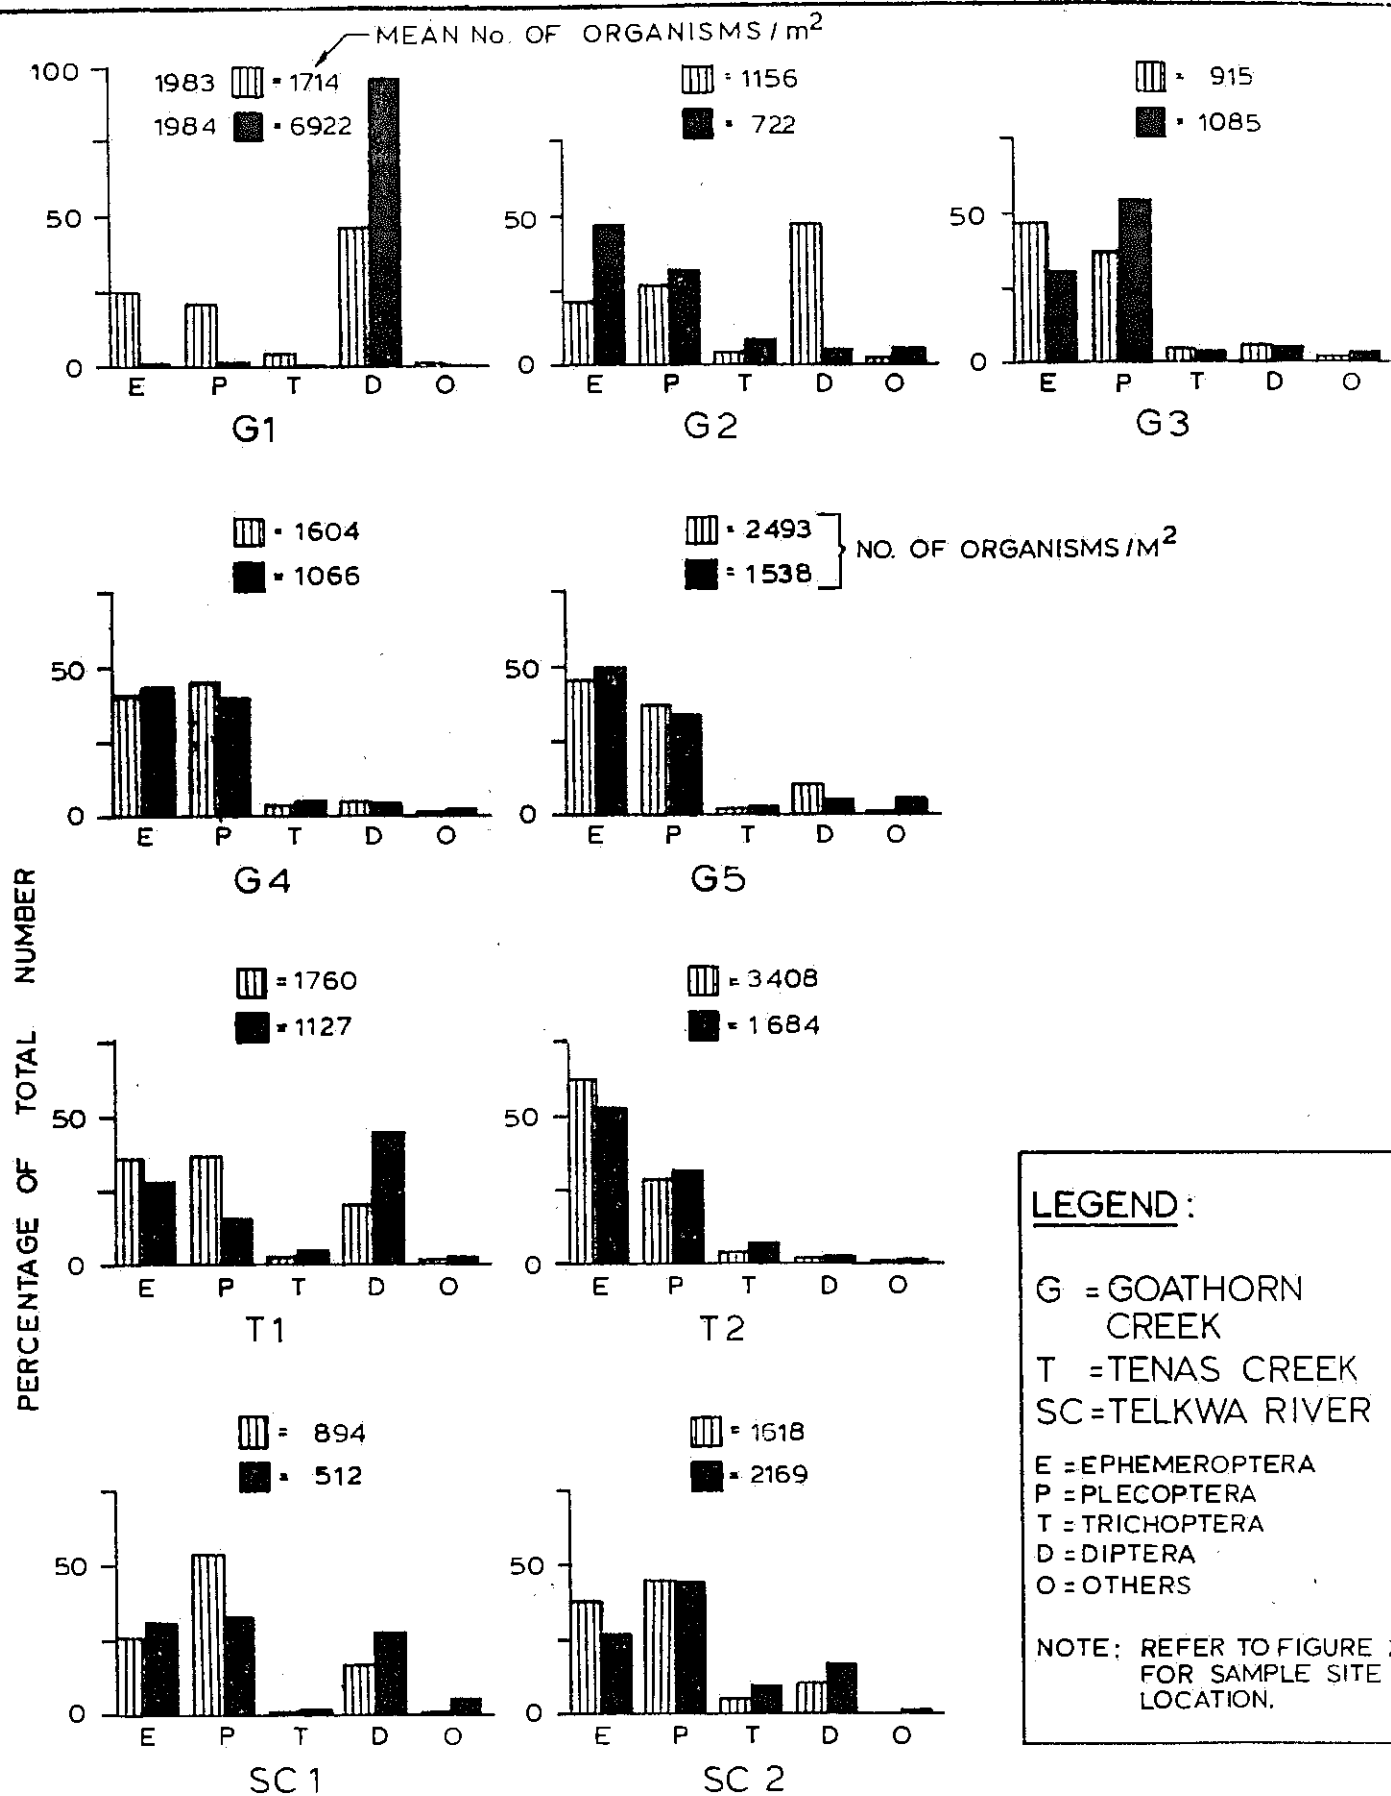 MEAN No. OF ORGANISMS / m²
1983 = 1714
1984 = 6922
100
50
0
E P T D O
G1
= 1156
= 722
50
0
E P T D O
G2
= 915
= 1085
50
0
E P T D O
G3
= 1604
= 1066
50
0
E P T D O
G4
= 2493
= 1538
NO. OF ORGANISMS /M²
50
0
E P T D O
G5
PERCENTAGE OF TOTAL NUMBER
= 1760
= 1127
50
0
E P T D O
T1
= 3408
= 1684
50
0
E P T D O
T2
= 894
= 512
50
0
E P T D O
SC 1
= 1618
= 2169
50
0
E P T D O
SC 2
LEGEND :
G = GOATHORN
CREEK
T = TENAS CREEK
SC = TELKWA RIVER
E = EPHEMEROPTERA
P = PLECOPTERA
T = TRICHOPTERA
D = DIPTERA
O = OTHERS
NOTE: REFER TO FIGURE
FOR SAMPLE SITE
LOCATION.